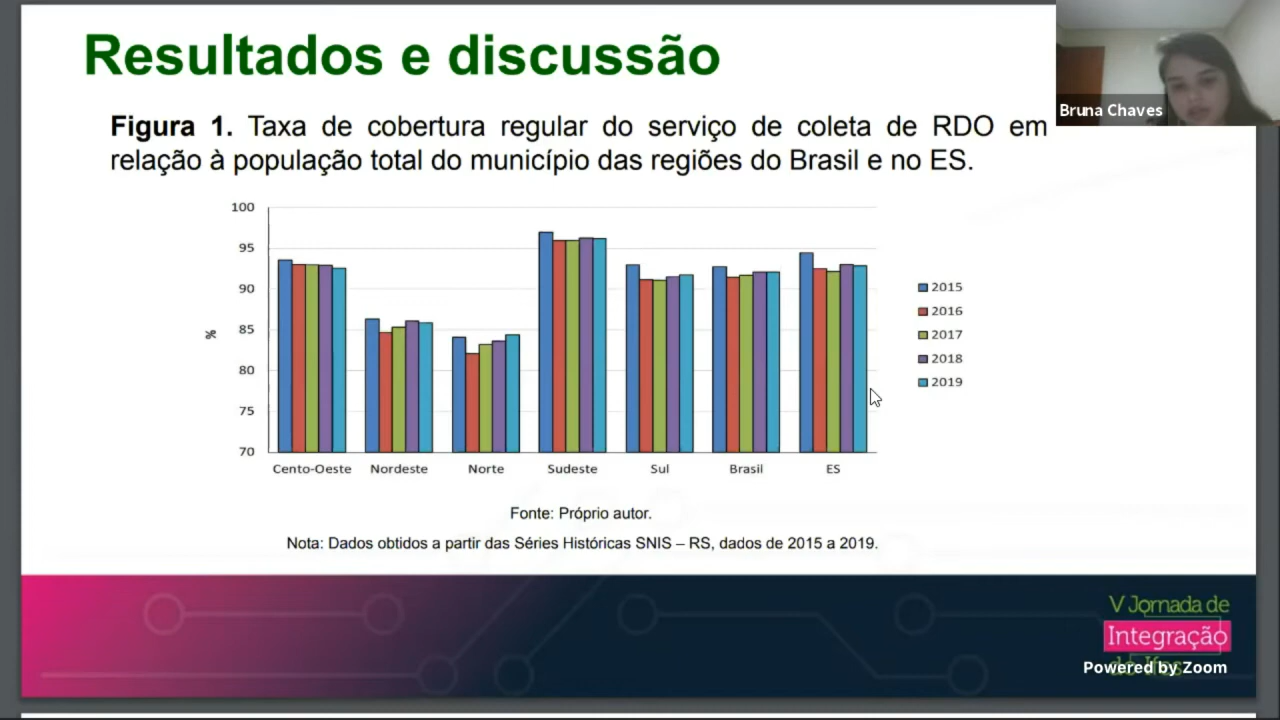 Resultados e discussão
Bruna Chaves
Figura 1. Taxa de cobertura regular do serviço de coleta de RDO em
relação à população total do município das regiões do Brasil e no ES.
100
95
90
85
80
75
70
%
Cento-Oeste Nordeste Norte Sudeste Sul Brasil ES
2015
2016
2017
2018
2019
Fonte: Próprio autor.
Nota: Dados obtidos a partir das Séries Históricas SNIS – RS, dados de 2015 a 2019.
V Jornada de
Integração
Powered by Zoom